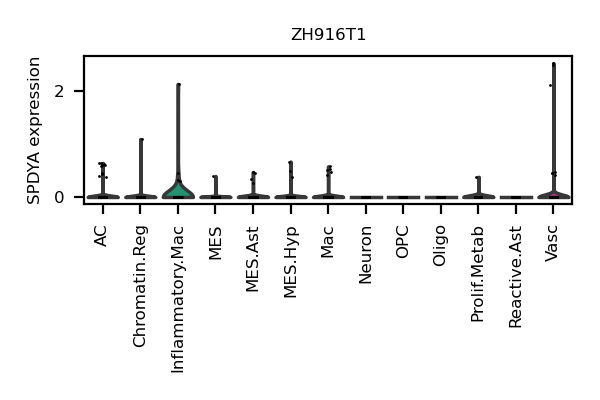 ZH916T1
SPDYA expression
2
0
AC
Chromatin.Reg
Inflammatory.Mac
MES
MES.Ast
MES.Hyp
Mac
Neuron
OPC
Oligo
Prolif.Metab
Reactive.Ast
Vasc